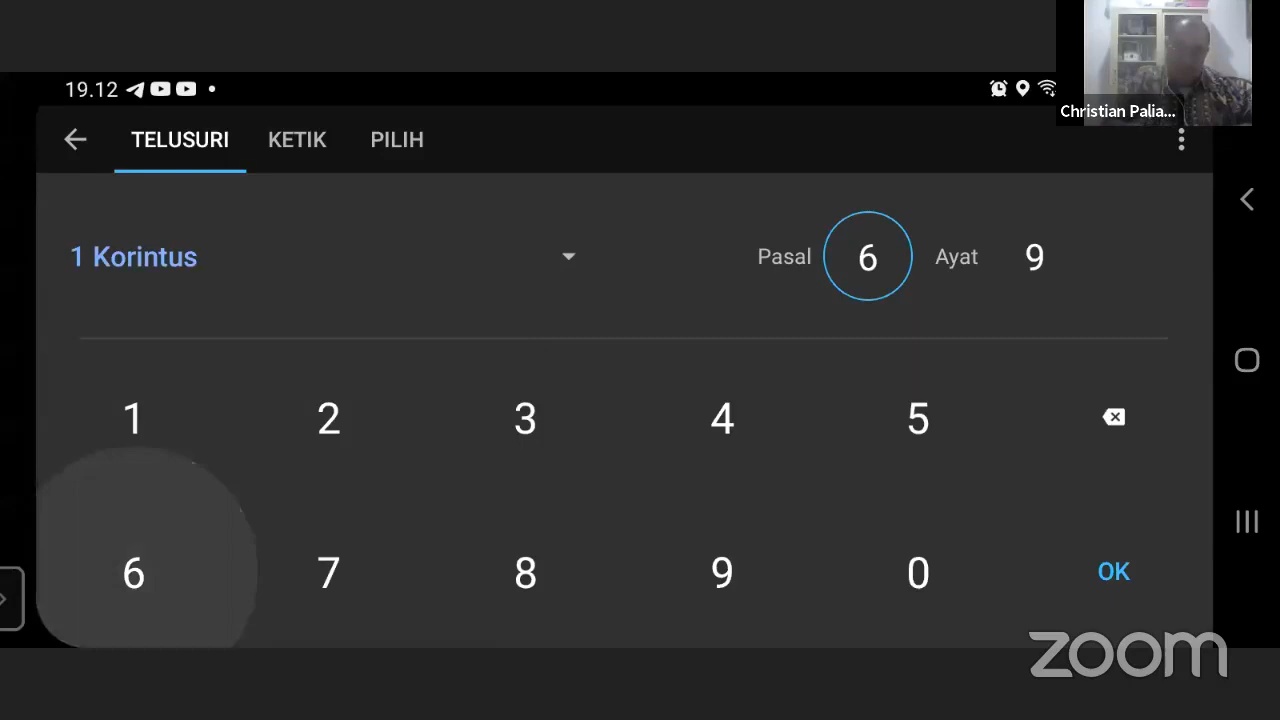 19.12
Christian Palia...
TELUSURI KETIK PILIH
1 Korintus Pasal 6 Ayat 9
1 2 3 4 5
6 7 8 9 0 OK
zoom